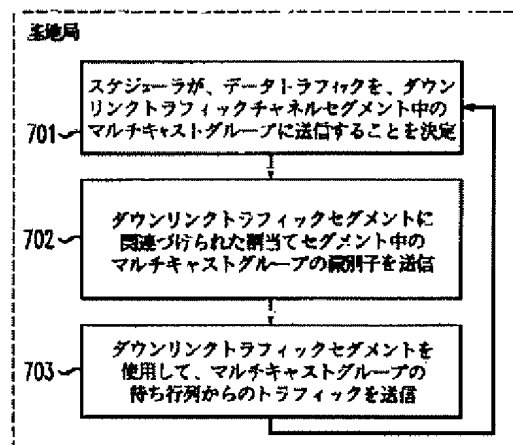 基地局
スケジューラが、データトラフィックを、ダウン
リンクトラフィックチャネルセグメント中の
マルチキャストグループに送信することを決定
701
ダウンリンクトラフィックセグメントに
関連づけられた割当てセグメント中の
マルチキャストグループの識別子を送信
702
ダウンリンクトラフィックセグメントを
使用して、マルチキャストグループの
待ち行列からのトラフィックを送信
703